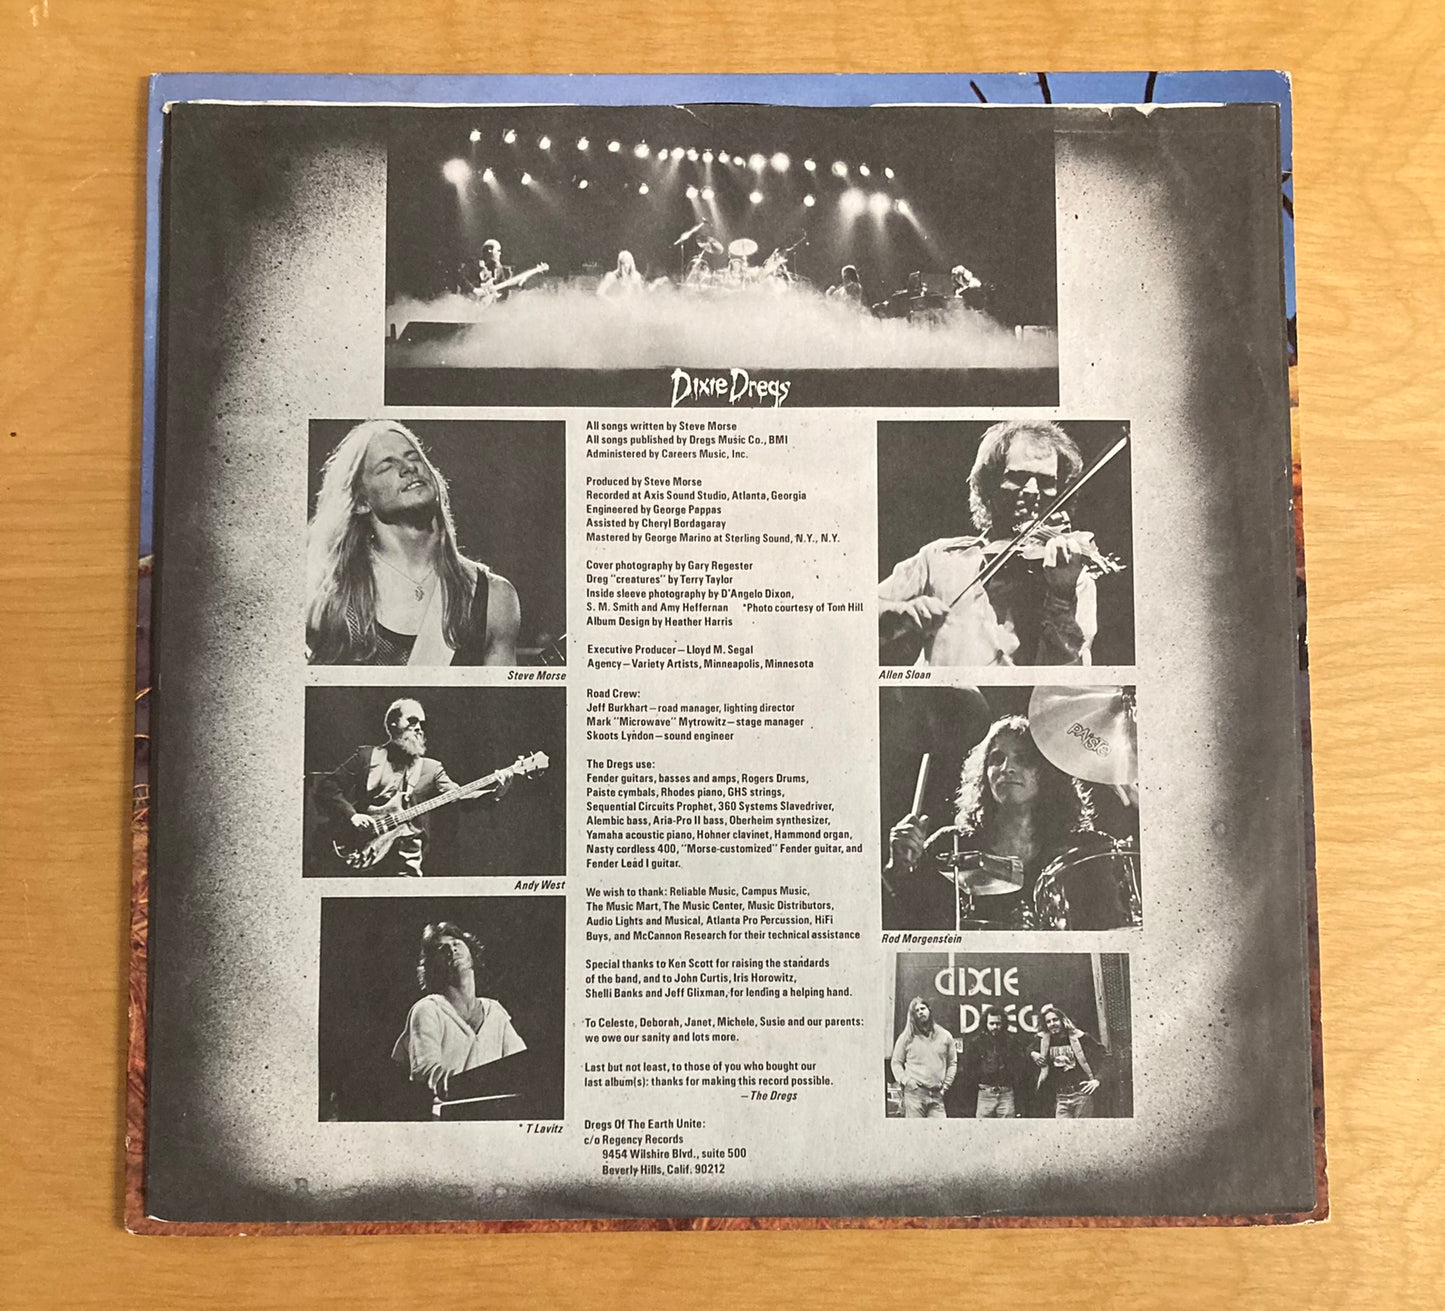 Dixie Dregs
All songs written by Steve Morse
All songs published by Dregs Music Co., BMI
Administered by Careers Music, Inc.
Produced by Steve Morse
Recorded at Axis Sound Studio, Atlanta, Georgia
Engineered by George Pappas
Assisted by Cheryl Bordagaray
Mastered by George Marino at Sterling Sound, N.Y., N.Y.
Cover photography by Gary Regester
Dreg "creatures" by Terry Taylor
Inside sleeve photography by D'Angelo Dixon,
S. M. Smith and Amy Heffernan *Photo courtesy of Tom Hill
Album Design by Heather Harris
Executive Producer—Lloyd M. Segal
Agency—Variety Artists, Minneapolis, Minnesota
Road Crew:
Jeff Burkhart—road manager, lighting director
Mark "Microwave" Mytrowitz—stage manager
Skoots Lyndon—sound engineer
The Dregs use:
Fender guitars, basses and amps, Rogers Drums,
Paiste cymbals, Rhodes piano, GHS strings,
Sequential Circuits Prophet, 360 Systems Slavedriver,
Alembic bass, Aria-Pro II bass, Oberheim synthesizer,
Yamaha acoustic piano, Hohner clavinet, Hammond organ,
Nasty cordless 400, "Morse-customized" Fender guitar, and
Fender Lead I guitar.
We wish to thank: Reliable Music, Campus Music,
The Music Mart, The Music Center, Music Distributors,
Audio Lights and Musical, Atlanta Pro Percussion, HiFi
Buys, and McCannon Research for their technical assistance
Special thanks to Ken Scott for raising the standards
of the band, and to John Curtis, Iris Horowitz,
Shelli Banks and Jeff Glixman, for lending a helping hand.
To Celeste, Deborah, Janet, Michele, Susie and our parents:
we owe our sanity and lots more.
Last but not least, to those of you who bought our
last album(s): thanks for making this record possible.
—The Dregs
Dregs Of The Earth Unite:
c/o Regency Records
9454 Wilshire Blvd., suite 500
Beverly Hills, Calif. 90212
Steve Morse
Andy West
* T Lavitz
Allen Sloan
PAiSTe
Rod Morgenstein
dIXIE
DREGS